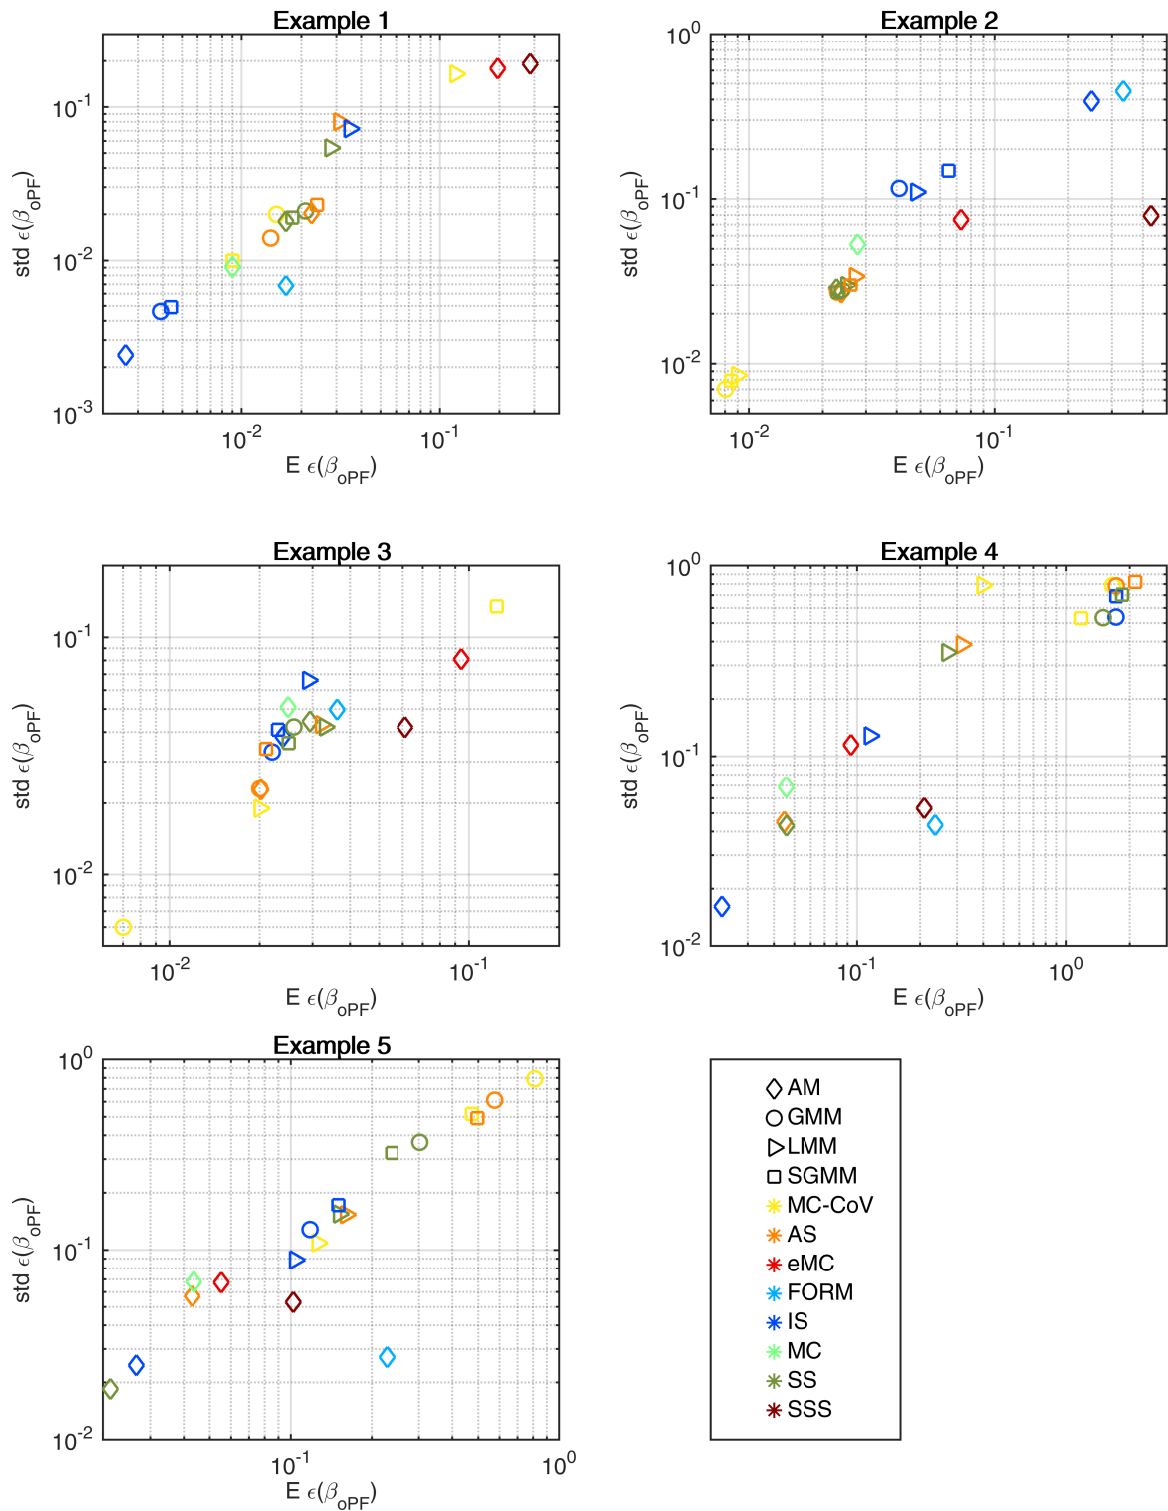 Example 1
10^-1
10^-2
10^-3
std ϵ(β_oPF)
10^-2 10^-1
E ϵ(β_oPF)
Example 2
10^0
10^-1
10^-2
std ϵ(β_oPF)
10^-2 10^-1
E ϵ(β_oPF)
Example 3
10^-1
10^-2
std ϵ(β_oPF)
10^-2 10^-1
E ϵ(β_oPF)
Example 4
10^0
10^-1
10^-2
std ϵ(β_oPF)
10^-1 10^0
E ϵ(β_oPF)
Example 5
10^0
10^-1
10^-2
std ϵ(β_oPF)
10^-1 10^0
E ϵ(β_oPF)
AM
GMM
LMM
SGMM
MC-CoV
AS
eMC
FORM
IS
MC
SS
SSS